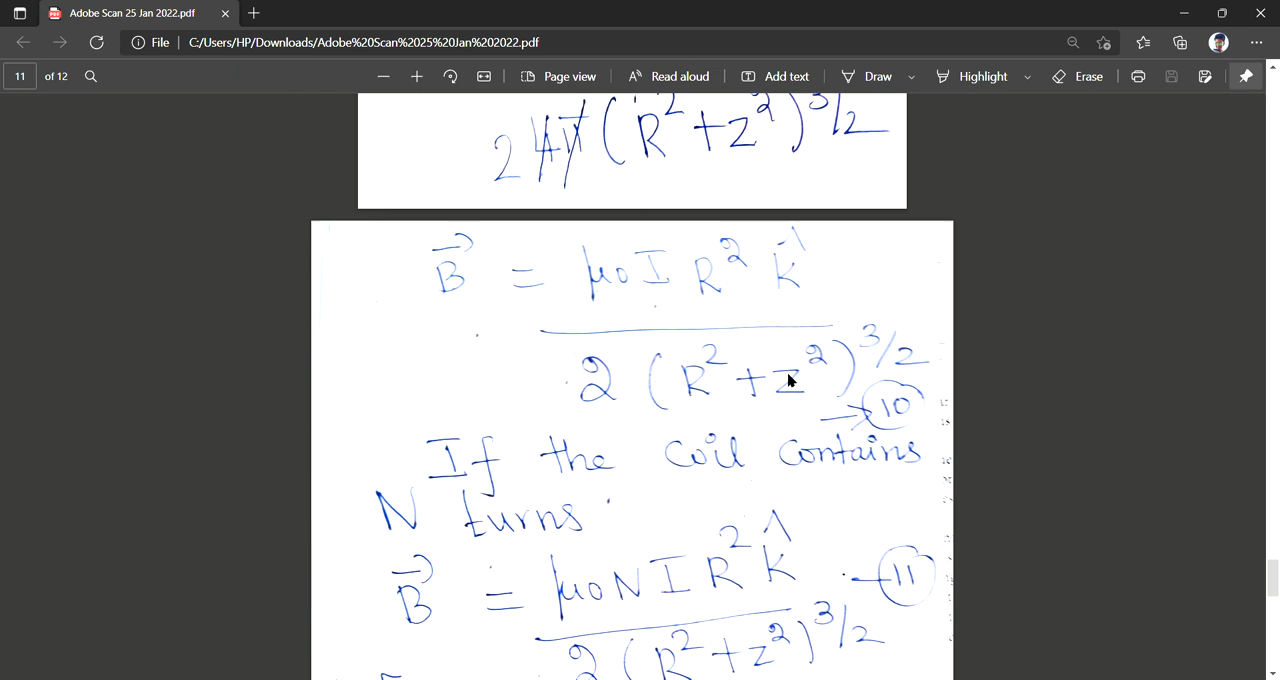 Adobe Scan 25 Jan 2022.pdf
File C:/Users/HP/Downloads/Adobe%20Scan%2025%20Jan%202022.pdf
11 of 12 Page view Read aloud Add text Draw Highlight Erase
2 4π (R² + z²)^3/2
B⃗ = μo I R² k̂
2 (R² + z²)^3/2
→ 10
If the coil contains
N turns
B⃗ = μo N I R² k̂ — 11
2 (R² + z²)^3/2